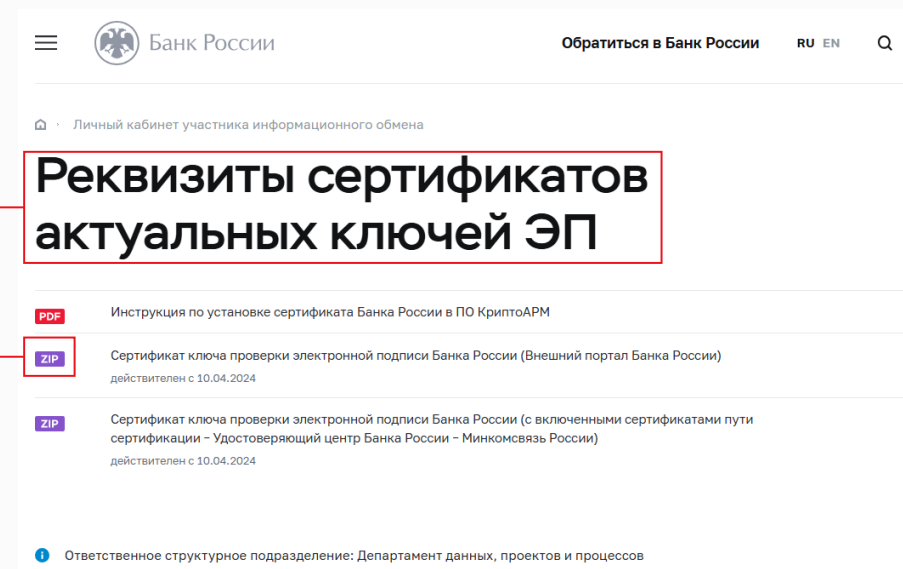 Банк России
Обратиться в Банк России
RU EN
Личный кабинет участника информационного обмена
Реквизиты сертификатов
актуальных ключей ЭП
PDF
Инструкция по установке сертификата Банка России в ПО КриптоАРМ
ZIP
Сертификат ключа проверки электронной подписи Банка России (Внешний портал Банка России)
действителен с 10.04.2024
ZIP
Сертификат ключа проверки электронной подписи Банка России (с включенными сертификатами пути
сертификации – Удостоверяющий центр Банка России – Минкомсвязь России)
действителен с 10.04.2024
Ответственное структурное подразделение: Департамент данных, проектов и процессов